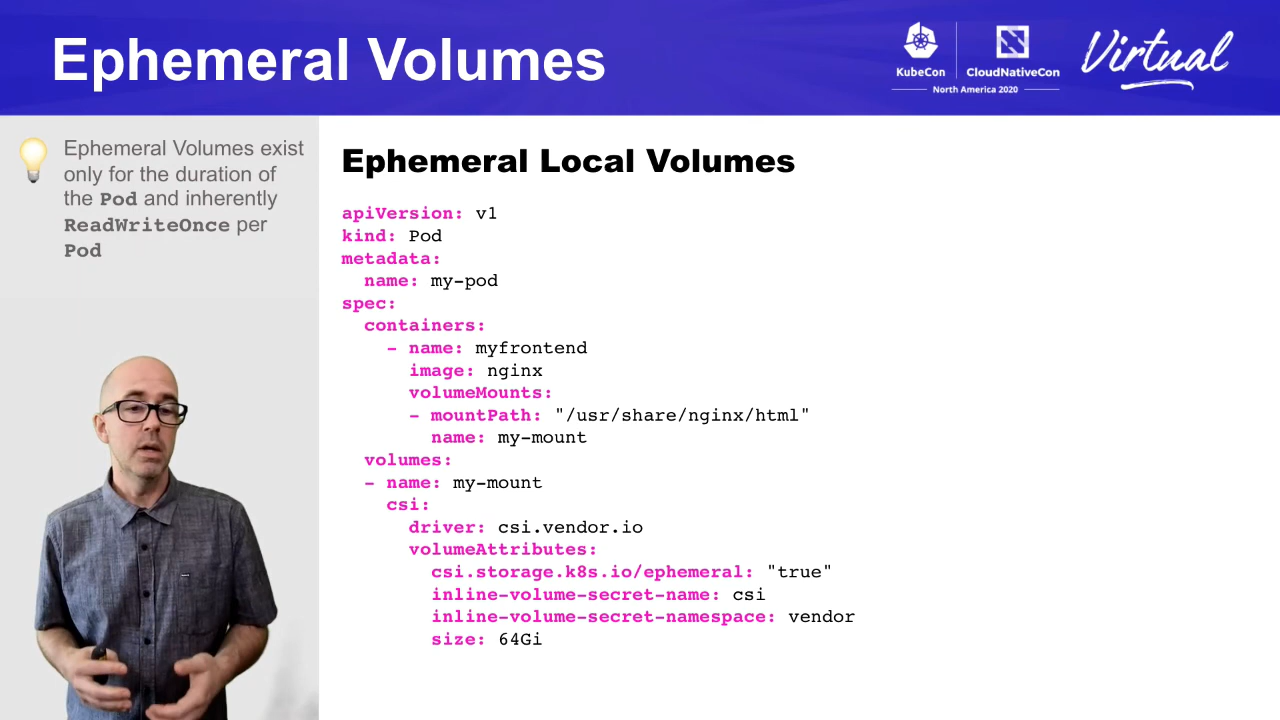 Ephemeral Volumes
KubeCon
CloudNativeCon
North America 2020
Virtual
Ephemeral Volumes exist
only for the duration of
the Pod and inherently
ReadWriteOnce per
Pod
Ephemeral Local Volumes
apiVersion: v1
kind: Pod
metadata:
  name: my-pod
spec:
  containers:
    - name: myfrontend
      image: nginx
      volumeMounts:
      - mountPath: "/usr/share/nginx/html"
        name: my-mount
  volumes:
  - name: my-mount
    csi:
      driver: csi.vendor.io
      volumeAttributes:
        csi.storage.k8s.io/ephemeral: "true"
        inline-volume-secret-name: csi
        inline-volume-secret-namespace: vendor
        size: 64Gi